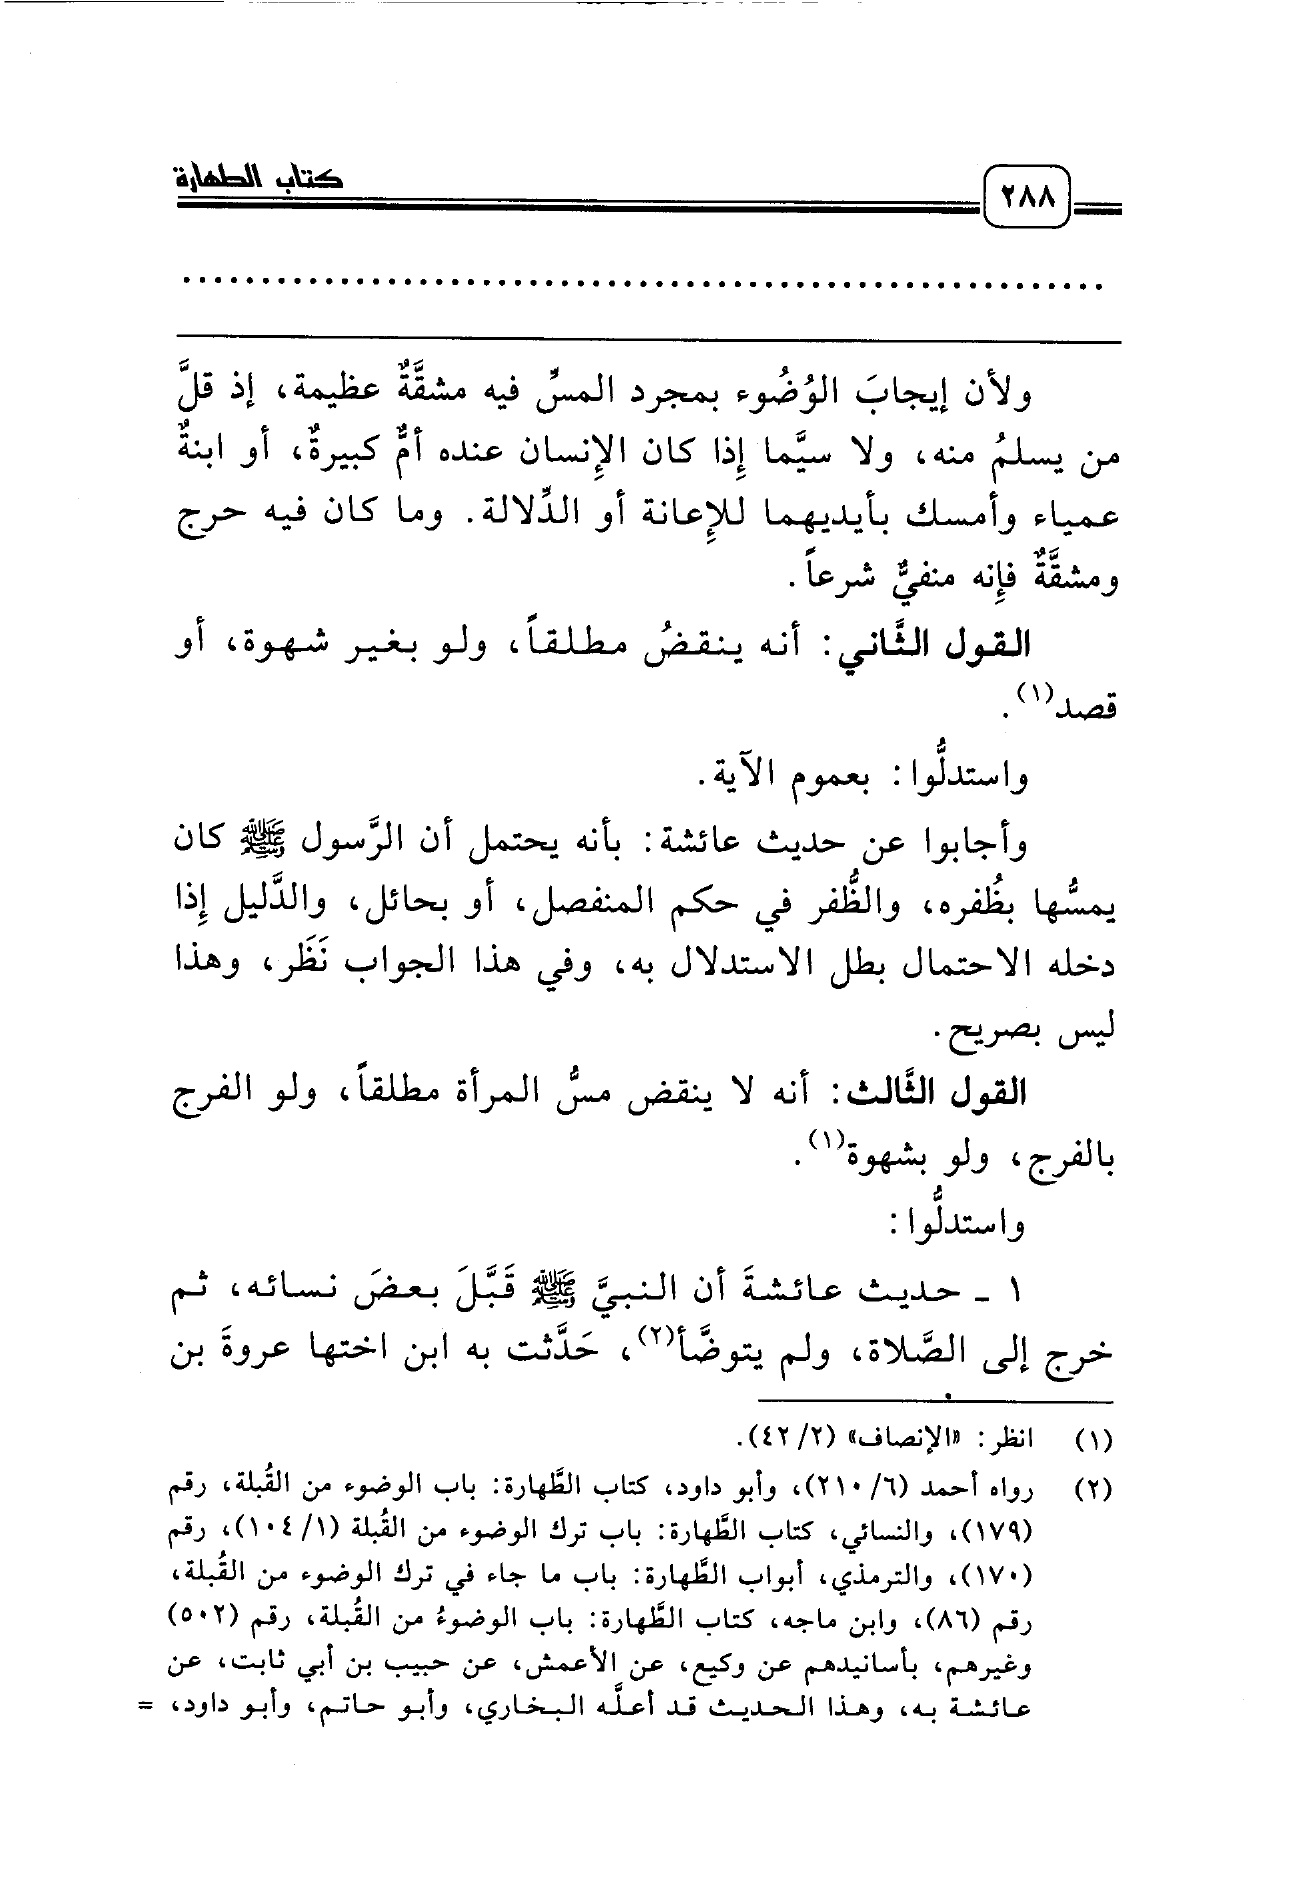 كتاب الطهارة
٢٨٨
ولأن إيجابَ الوُضُوء بمجرد المسِّ فيه مشقَّةٌ عظيمة، إذ قلَّ
من يسلمُ منه، ولا سيَّما إِذا كان الإِنسان عنده أمٌّ كبيرةٌ، أو ابنةٌ
عمياء وأمسك بأيديهما للإِعانة أو الدِّلالة. وما كان فيه حرج
ومشقَّةٌ فإِنه منفيٌّ شرعاً.
القول الثَّاني: أنه ينقضُ مطلقاً، ولو بغير شهوة، أو
قصد(١).
واستدلُّوا: بعموم الآية.
وأجابوا عن حديث عائشة: بأنه يحتمل أن الرَّسول ﷺ كان
يمسُّها بظُفره، والظُّفر في حكم المنفصل، أو بحائل، والدَّليل إِذا
دخله الاحتمال بطل الاستدلال به، وفي هذا الجواب نَظَر، وهذا
ليس بصريح.
القول الثَّالث: أنه لا ينقض مسُّ المرأة مطلقاً، ولو الفرج
بالفرج، ولو بشهوة(١).
واستدلُّوا:
١ - حديث عائشةَ أن النبيَّ ﷺ قَبَّلَ بعضَ نسائه، ثم
خرج إلى الصَّلاة، ولم يتوضَّأ(٢)، حَدَّثت به ابن اختها عروةَ بن
(١) انظر: «الإنصاف» (٤٢/٢).
(٢) رواه أحمد (٢١٠/٦)، وأبو داود، كتاب الطَّهارة: باب الوضوء من القُبلة، رقم
(١٧٩)، والنسائي، كتاب الطَّهارة: باب ترك الوضوء من القُبلة (١٠٤/١)، رقم
(١٧٠)، والترمذي، أبواب الطَّهارة: باب ما جاء في ترك الوضوء من القُبلة،
رقم (٨٦)، وابن ماجه، كتاب الطَّهارة: باب الوضوءُ من القُبلة، رقم (٥٠٢)
وغيرهم، بأسانيدهم عن وكيع، عن الأعمش، عن حبيب بن أبي ثابت، عن
عائشة به، وهذا الحديث قد أعلَّه البخاري، وأبو حاتم، وأبو داود، =